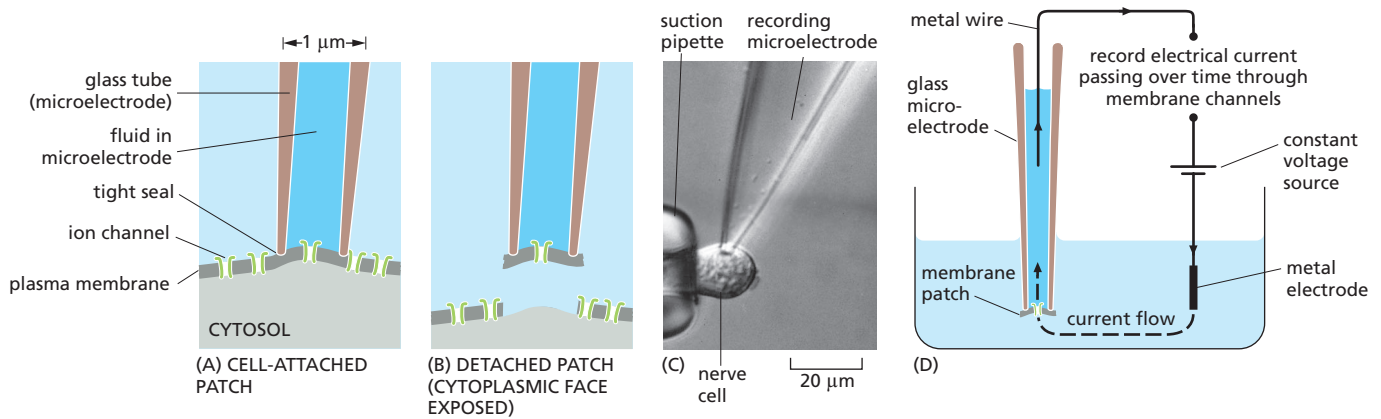 1 μm
glass tube
(microelectrode)
fluid in
microelectrode
tight seal
ion channel
plasma membrane
CYTOSOL
(A) CELL-ATTACHED
PATCH
(B) DETACHED PATCH
(CYTOPLASMIC FACE
EXPOSED)
suction
pipette
recording
microelectrode
(C)
nerve
cell
20 μm
metal wire
glass
micro-
electrode
record electrical current
passing over time through
membrane channels
constant
voltage
source
membrane
patch
current flow
metal
electrode
(D)